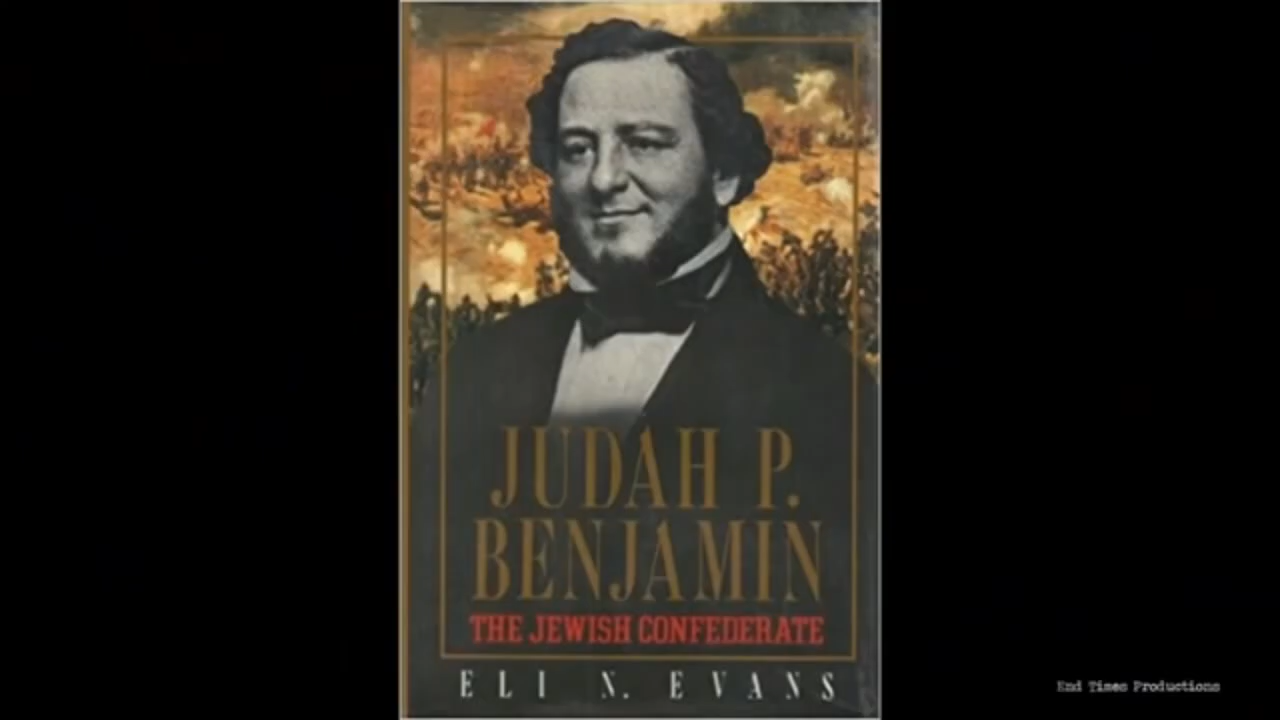 JUDAH P.
BENJAMIN
THE JEWISH CONFEDERATE
ELI N. EVANS
End Times Productions